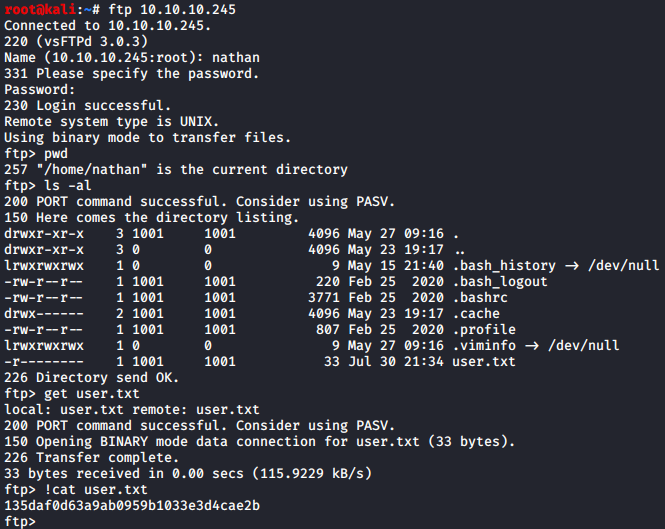 root@kali:~# ftp 10.10.10.245
Connected to 10.10.10.245.
220 (vsFTPd 3.0.3)
Name (10.10.10.245:root): nathan
331 Please specify the password.
Password:
230 Login successful.
Remote system type is UNIX.
Using binary mode to transfer files.
ftp> pwd
257 "/home/nathan" is the current directory
ftp> ls -al
200 PORT command successful. Consider using PASV.
150 Here comes the directory listing.
drwxr-xr-x    3 1001     1001         4096 May 27 09:16 .
drwxr-xr-x    3 0        0            4096 May 23 19:17 ..
lrwxrwxrwx    1 0        0               9 May 15 21:40 .bash_history -> /dev/null
-rw-r--r--    1 1001     1001          220 Feb 25  2020 .bash_logout
-rw-r--r--    1 1001     1001         3771 Feb 25  2020 .bashrc
drwx------    2 1001     1001         4096 May 23 19:17 .cache
-rw-r--r--    1 1001     1001          807 Feb 25  2020 .profile
lrwxrwxrwx    1 0        0               9 May 27 09:16 .viminfo -> /dev/null
-r--------    1 1001     1001           33 Jul 30 21:34 user.txt
226 Directory send OK.
ftp> get user.txt
local: user.txt remote: user.txt
200 PORT command successful. Consider using PASV.
150 Opening BINARY mode data connection for user.txt (33 bytes).
226 Transfer complete.
33 bytes received in 0.00 secs (115.9229 kB/s)
ftp> !cat user.txt
135daf0d63a9ab0959b1033e3d4cae2b
ftp>